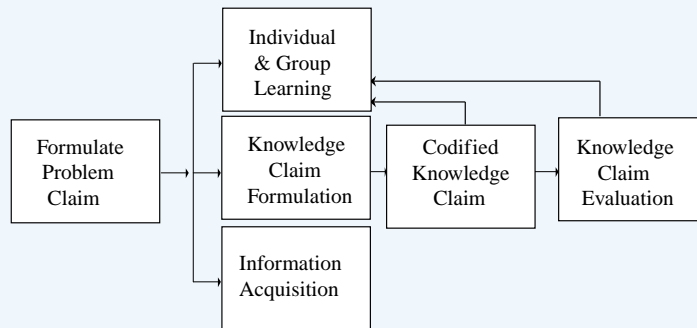 Individual
& Group
Learning
Formulate
Problem
Claim
Knowledge
Claim
Formulation
Codified
Knowledge
Claim
Knowledge
Claim
Evaluation
Information
Acquisition